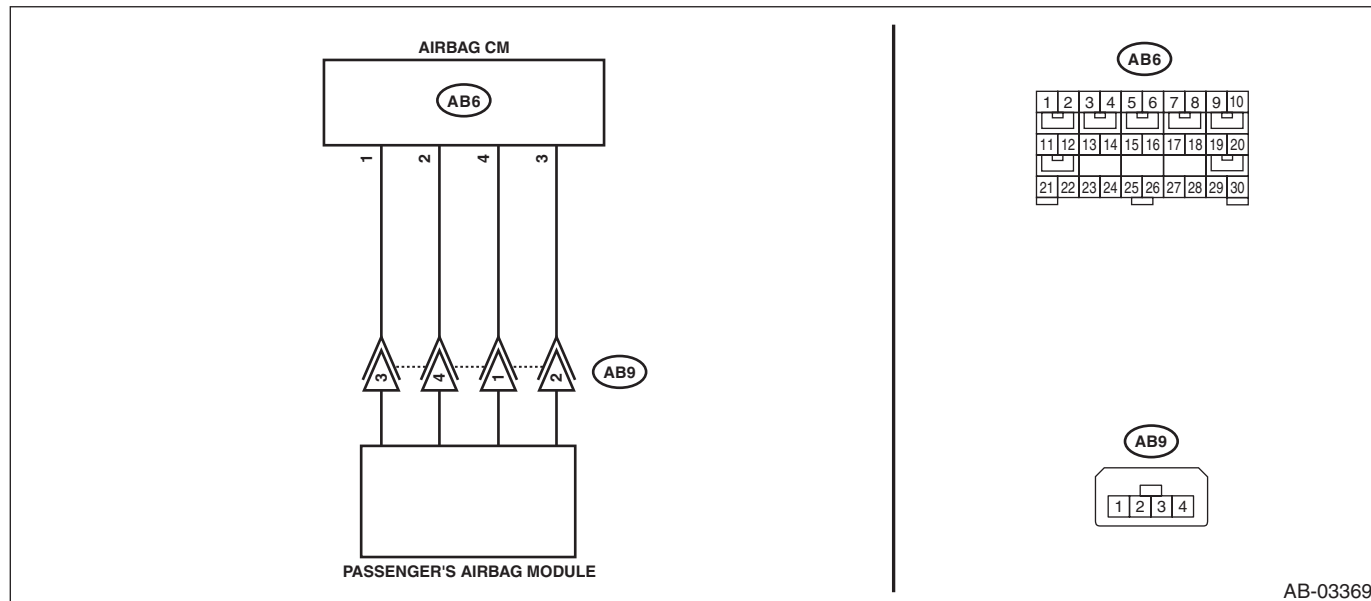 AIRBAG CM
AB6
1 2 4 3
3 4 1 2
AB9
PASSENGER'S AIRBAG MODULE
AB6
1 2 3 4 5 6 7 8 9 10
11 12 13 14 15 16 17 18 19 20
21 22 23 24 25 26 27 28 29 30
AB9
1 2 3 4
AB-03369